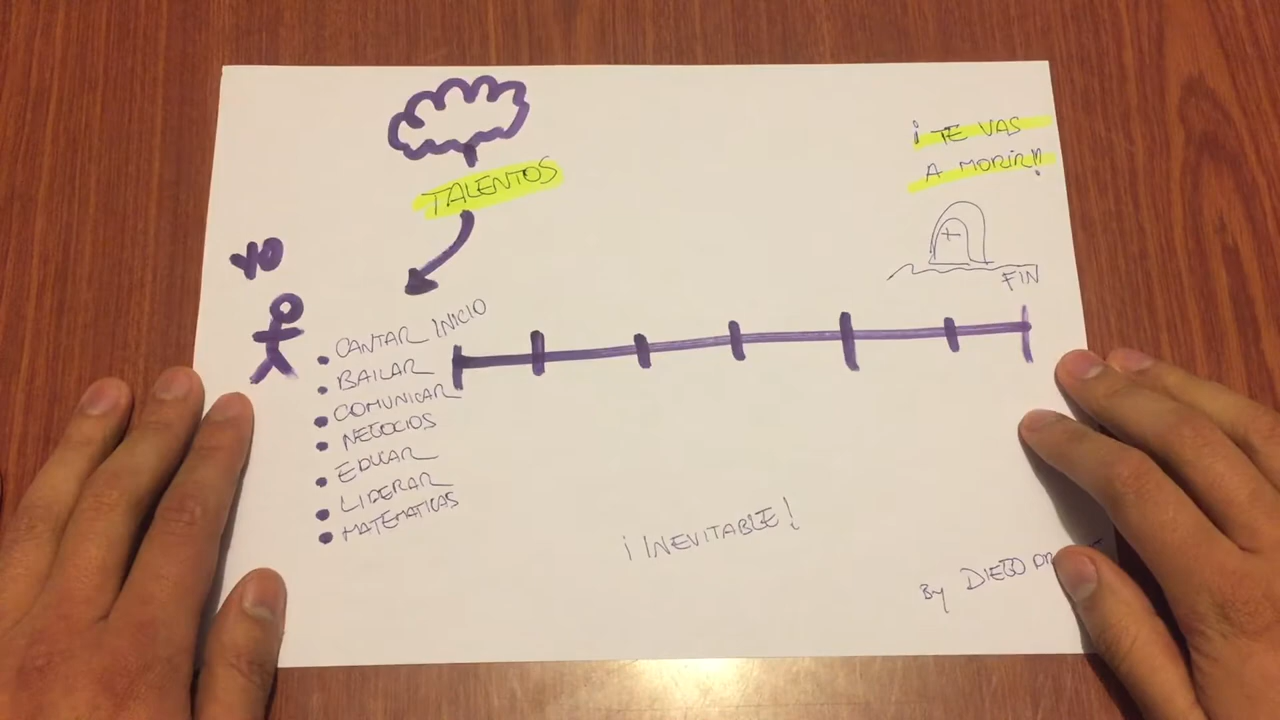 TALENTOS
¡ TE VAS
A MORIR!!
YO
FIN
INICIO
CANTAR
BAILAR
COMUNICAR
NEGOCIOS
EDUCAR
LIDERAR
MATEMATICAS
¡ INEVITABLE!
By DIEGO